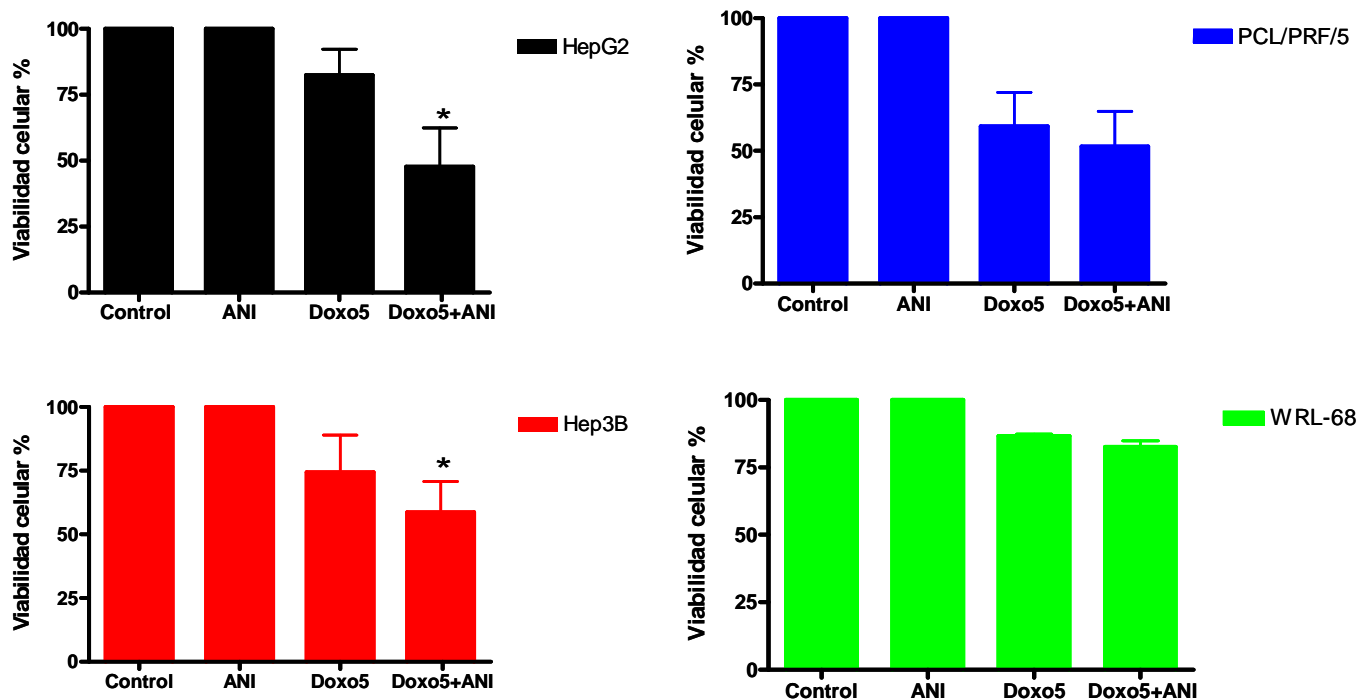 Viabilidad celular %
100
75
50
25
0
*
Control ANI Doxo5 Doxo5+ANI
HepG2
Viabilidad celular %
100
75
50
25
0
Control ANI Doxo5 Doxo5+ANI
PCL/PRF/5
Viabilidad celular %
100
75
50
25
0
*
Control ANI Doxo5 Doxo5+ANI
Hep3B
Viabilidad celular %
100
75
50
25
0
Control ANI Doxo5 Doxo5+ANI
WRL-68